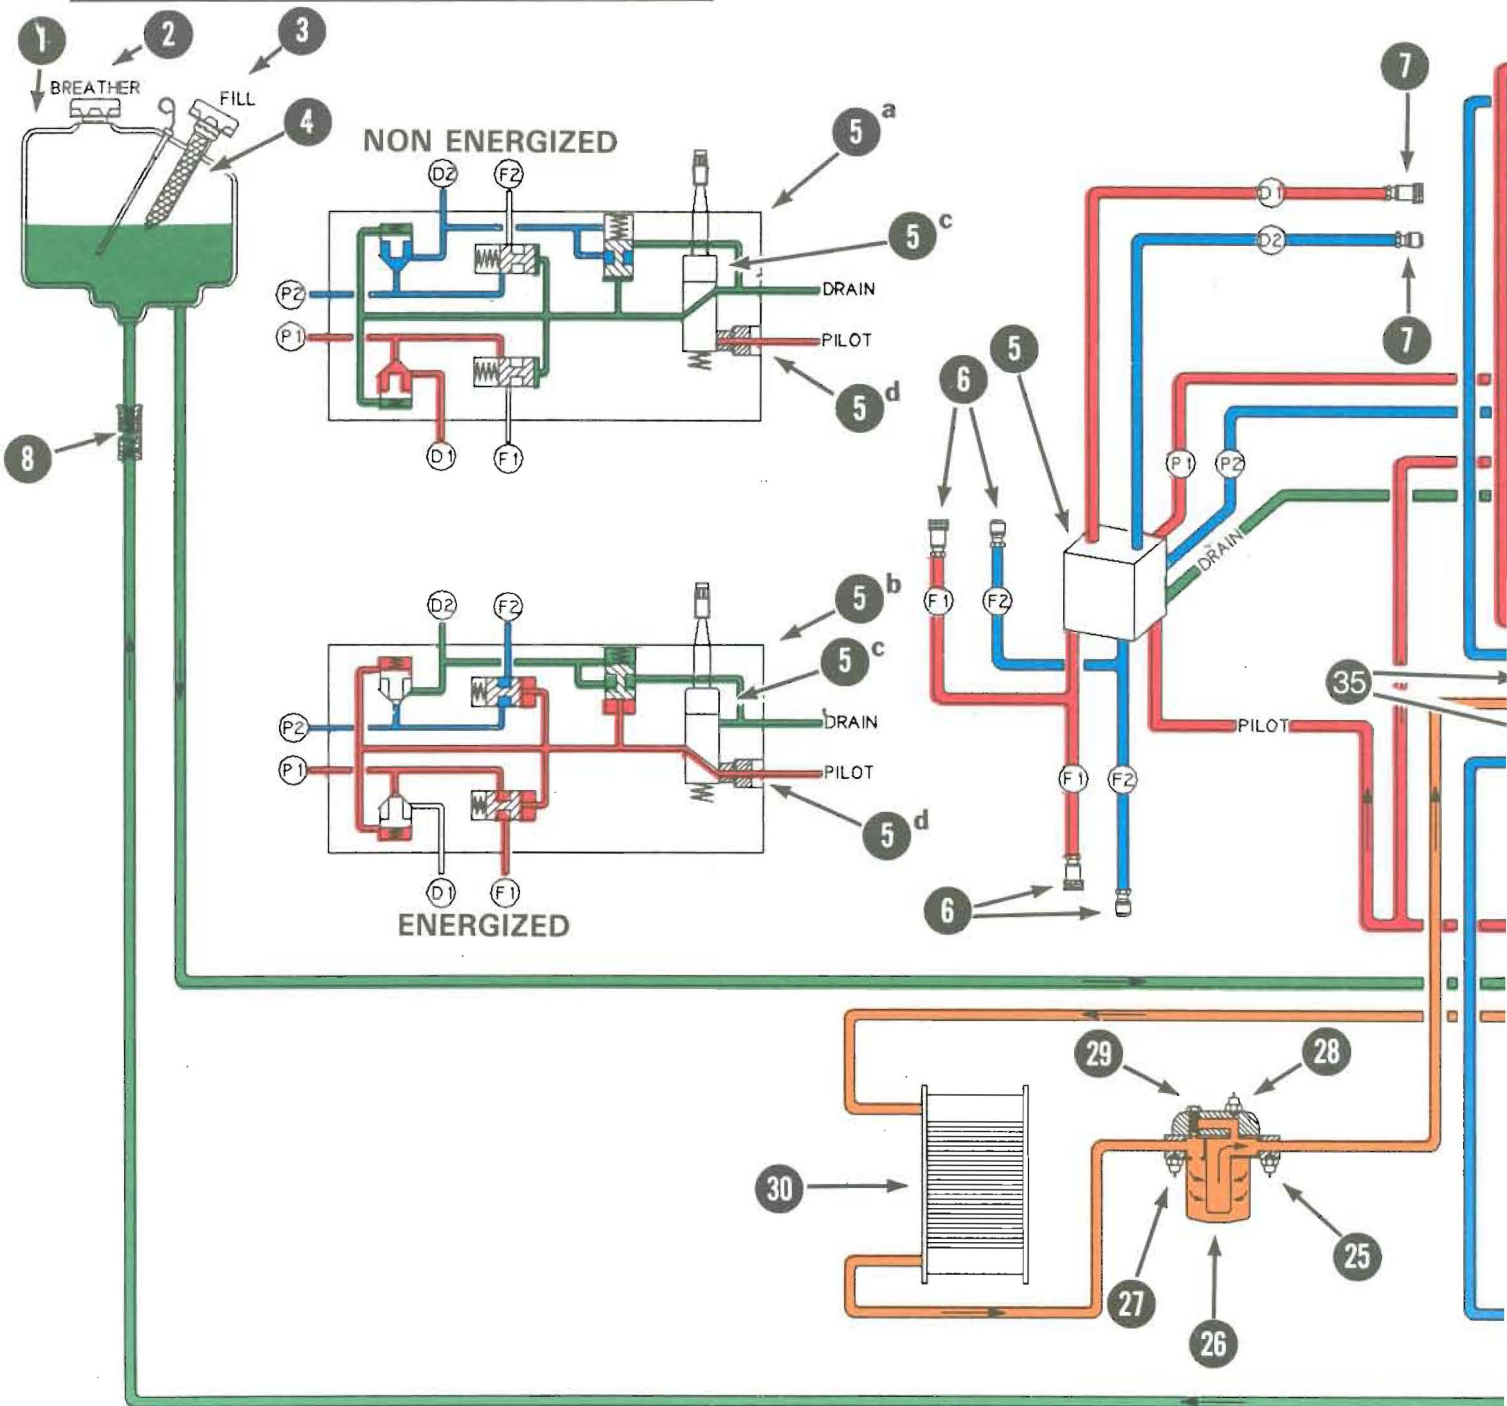 1
2
3
BREATHER
FILL
4
NON ENERGIZED
5 a
7
D2
F2
D1
5 c
D2
P2
DRAIN
P1
PILOT
7
5
6
5 d
8
D1
F1
P1
P2
DRAIN
5 b
D2
F2
F1
F2
5 c
35
P2
DRAIN
PILOT
P1
PILOT
F1
F2
5 d
D1
F1
6
ENERGIZED
29
28
30
25
27
26